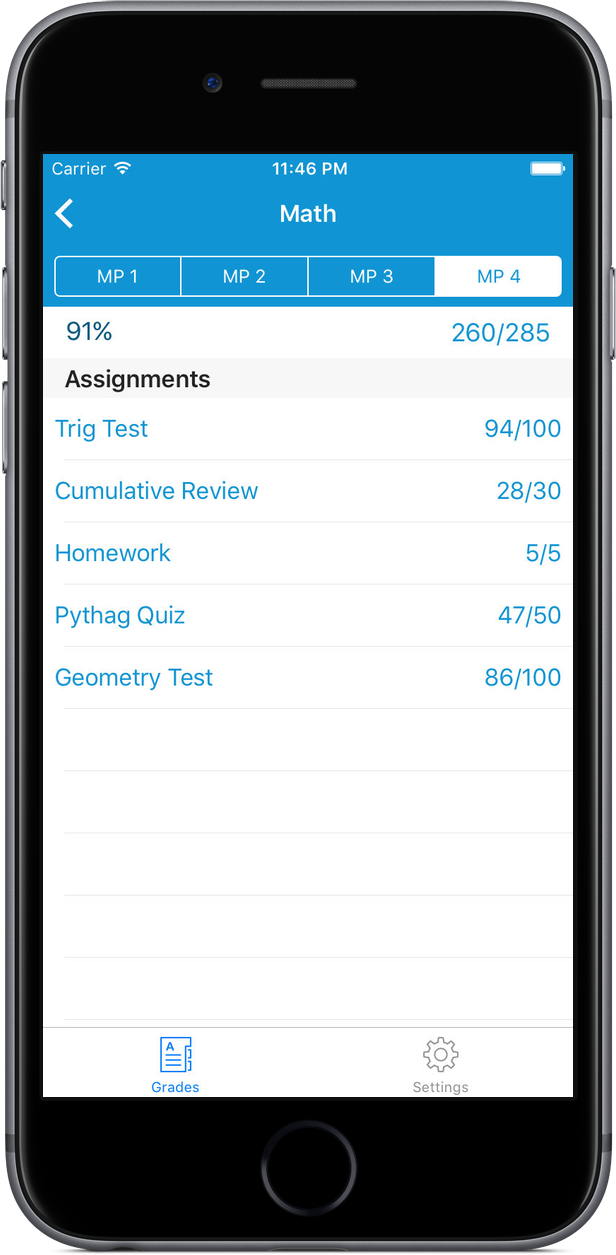 Carrier 11:46 PM
Math
MP 1 MP 2 MP 3 MP 4
91% 260/285
Assignments
Trig Test 94/100
Cumulative Review 28/30
Homework 5/5
Pythag Quiz 47/50
Geometry Test 86/100
A
Grades Settings